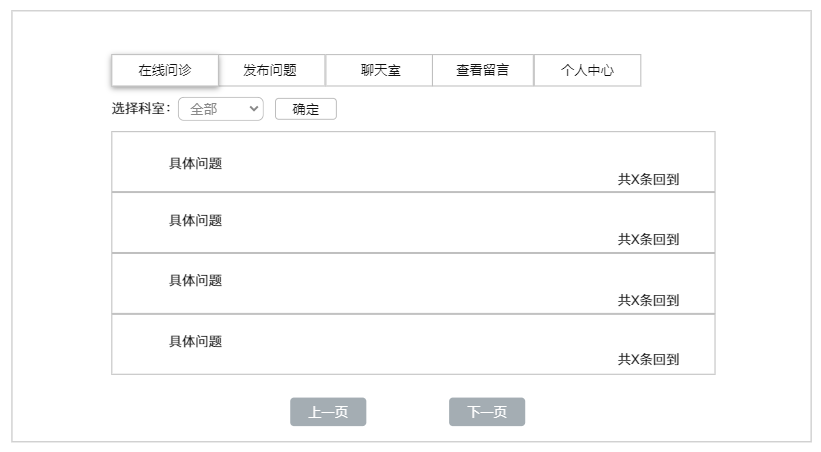 在线问诊 发布问题 聊天室 查看留言 个人中心
选择科室： 全部 确定
具体问题
共X条回到
具体问题
共X条回到
具体问题
共X条回到
具体问题
共X条回到
上一页 下一页